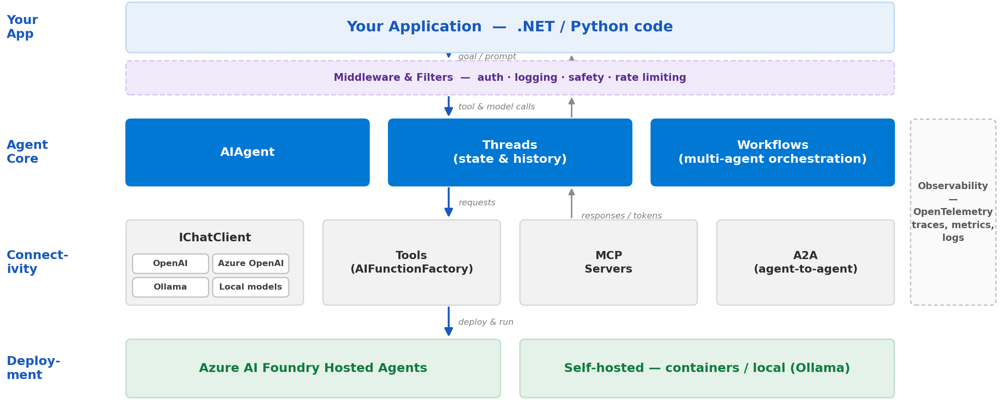 Your
App
Your Application — .NET / Python code
goal / prompt
Middleware & Filters — auth · logging · safety · rate limiting
tool & model calls
Agent
Core
AIAgent
Threads
(state & history)
Workflows
(multi-agent orchestration)
requests
responses / tokens
Observability
—
OpenTelemetry
traces, metrics,
logs
Connect-
ivity
IChatClient
OpenAI
Azure OpenAI
Ollama
Local models
Tools
(AIFunctionFactory)
MCP
Servers
A2A
(agent-to-agent)
deploy & run
Deploy-
ment
Azure AI Foundry Hosted Agents
Self-hosted — containers / local (Ollama)